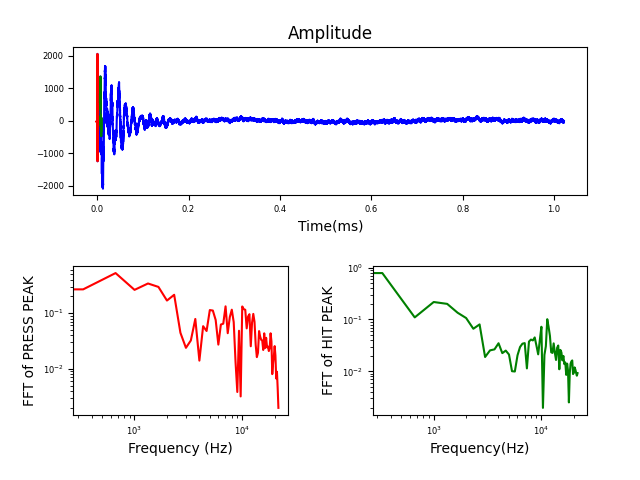 Amplitude
2000
1000
0
−1000
−2000
0.0 0.2 0.4 0.6 0.8 1.0
Time(ms)
FFT of PRESS PEAK
10⁻¹
10⁻²
10³ 10⁴
Frequency (Hz)
FFT of HIT PEAK
10⁰
10⁻¹
10⁻²
10³ 10⁴
Frequency(Hz)